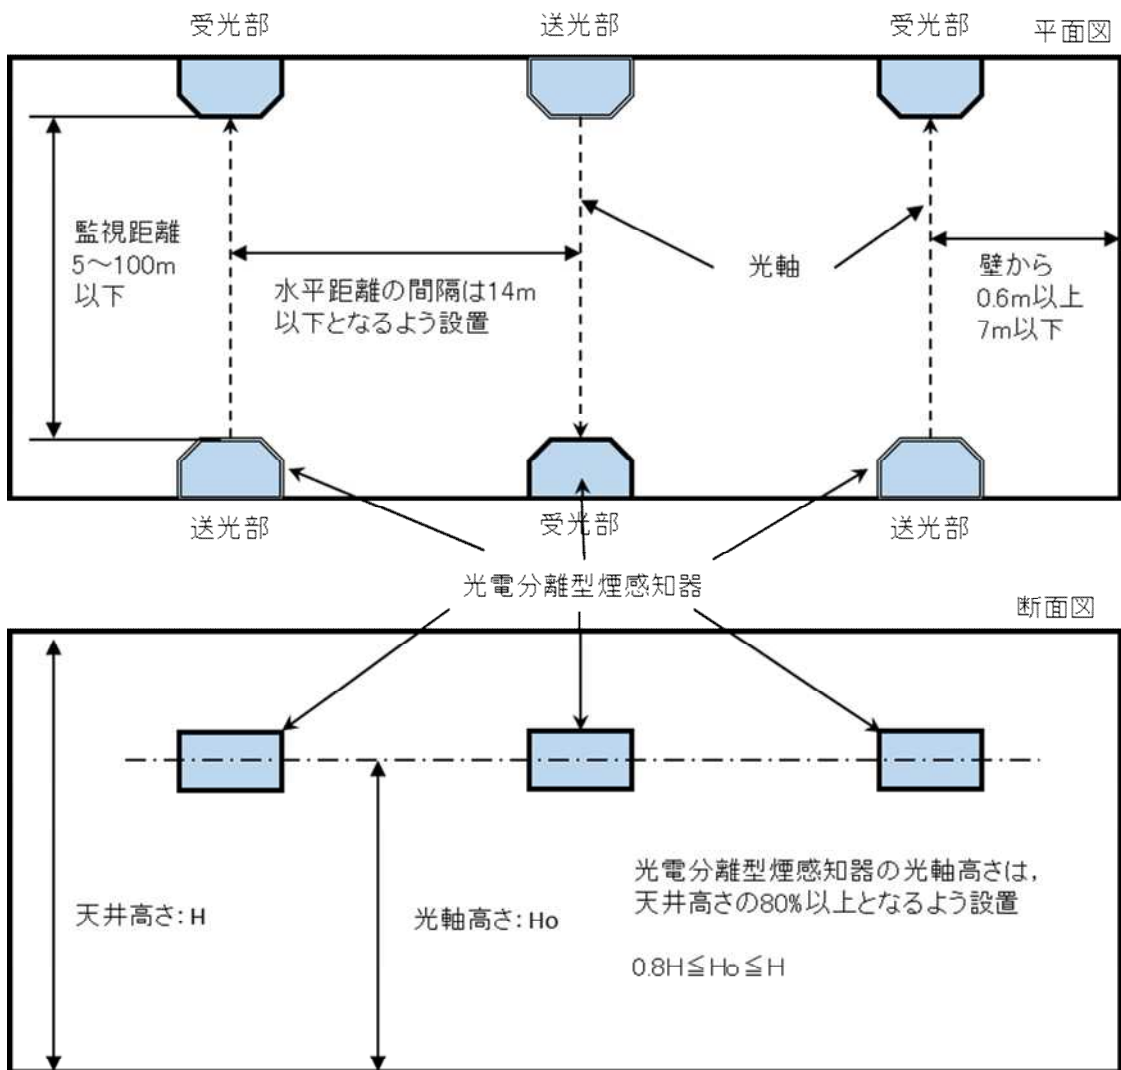 受光部
送光部
受光部
平面図
監視距離
5～100m
以下
水平距離の間隔は14m
以下となるよう設置
光軸
壁から
0.6m以上
7m以下
送光部
受光部
送光部
光電分離型煙感知器
断面図
天井高さ：H
光軸高さ：Ho
光電分離型煙感知器の光軸高さは，
天井高さの80%以上となるよう設置
0.8H≦Ho≦H